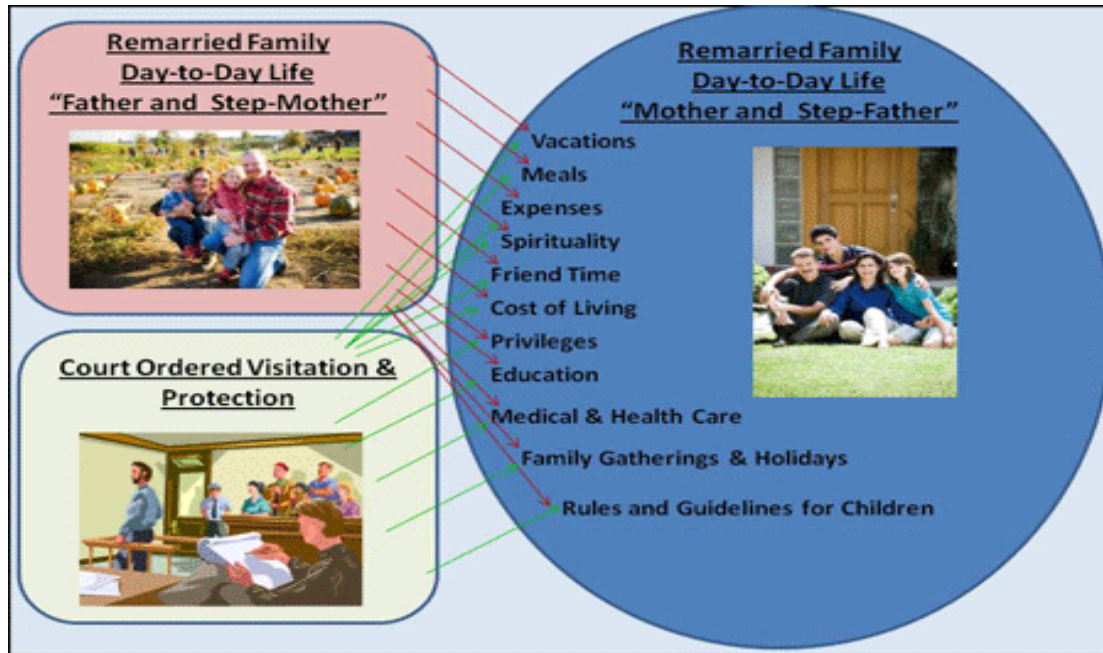 Remarried Family
Day-to-Day Life
“Father and Step-Mother”
Court Ordered Visitation &
Protection
Remarried Family
Day-to-Day Life
“Mother and Step-Father”
Vacations
Meals
Expenses
Spirituality
Friend Time
Cost of Living
Privileges
Education
Medical & Health Care
Family Gatherings & Holidays
Rules and Guidelines for Children